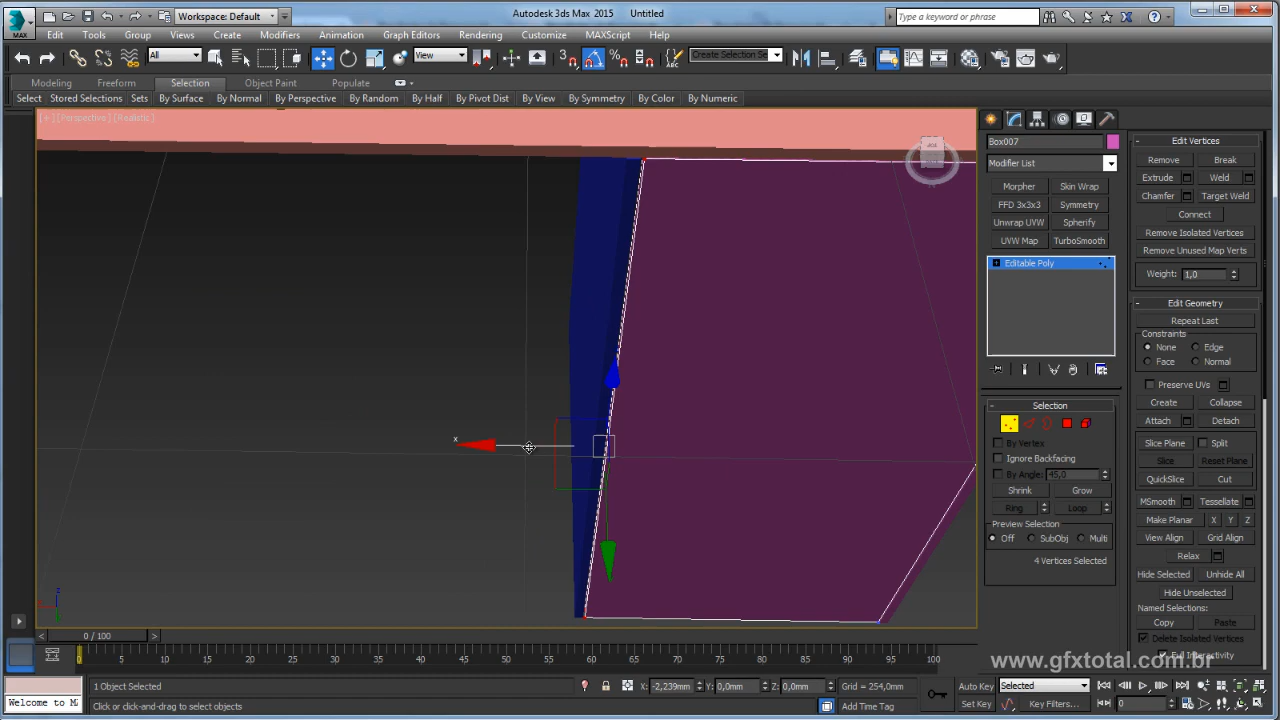 MAX
Workspace: Default
Autodesk 3ds Max 2015 Untitled
Type a keyword or phrase
Edit Tools Group Views Create Modifiers Animation Graph Editors Rendering Customize MAXScript Help
All View 3 Create Selection Se
Modeling Freeform Selection Object Paint Populate
Select Stored Selections Sets By Surface By Normal By Perspective By Random By Half By Pivot Dist By View By Symmetry By Color By Numeric
[+][Perspective][Realistic]
x
z
Box007
Modifier List
Morpher Skin Wrap
FFD 3x3x3 Symmetry
Unwrap UVW Spherify
UVW Map TurboSmooth
Editable Poly
Selection
By Vertex
Ignore Backfacing
By Angle: 45,0
Shrink Grow
Ring Loop
Preview Selection
Off SubObj Multi
4 Vertices Selected
Edit Vertices
Remove Break
Extrude Weld
Chamfer Target Weld
Connect
Remove Isolated Vertices
Remove Unused Map Verts
Weight: 1,0
Edit Geometry
Repeat Last
Constraints
None Edge
Face Normal
Preserve UVs
Create Collapse
Attach Detach
Slice Plane Split
Slice Reset Plane
QuickSlice Cut
MSmooth Tessellate
Make Planar X Y Z
View Align Grid Align
Relax
Hide Selected Unhide All
Hide Unselected
Named Selections:
Copy Paste
Delete Isolated Vertices
Full Interactivity
www.gfxtotal.com.br
0 / 100
0 5 10 15 20 25 30 35 40 45 50 55 60 65 70 75 80 85 90 95 100
1 Object Selected X: -2,239mm Y: 0,0mm Z: 0,0mm Grid = 254,0mm Auto Key Selected
Welcome to M Click or click-and-drag to select objects Add Time Tag Set Key Key Filters... 0